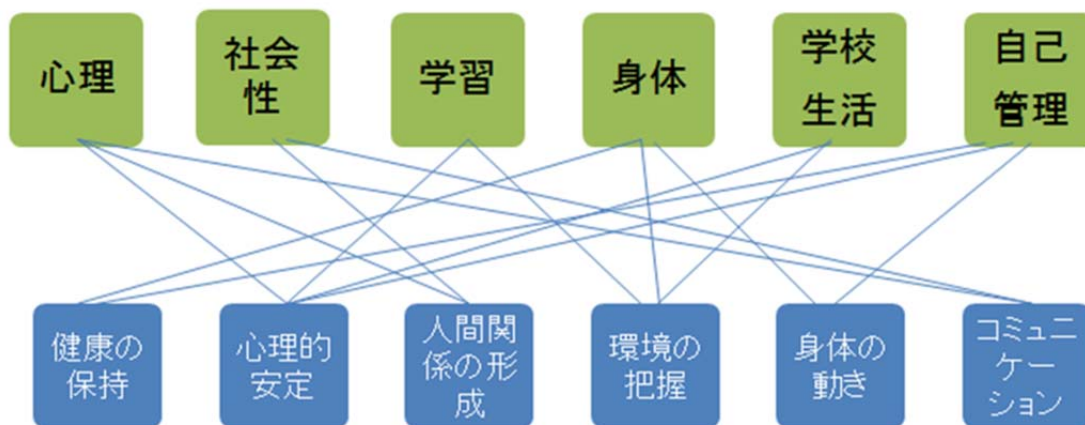 心理
社会
性
学習
身体
学校
生活
自己
管理
健康の
保持
心理的
安定
人間関
係の形
成
環境の
把握
身体の
動き
コミュニ
ケー
ション